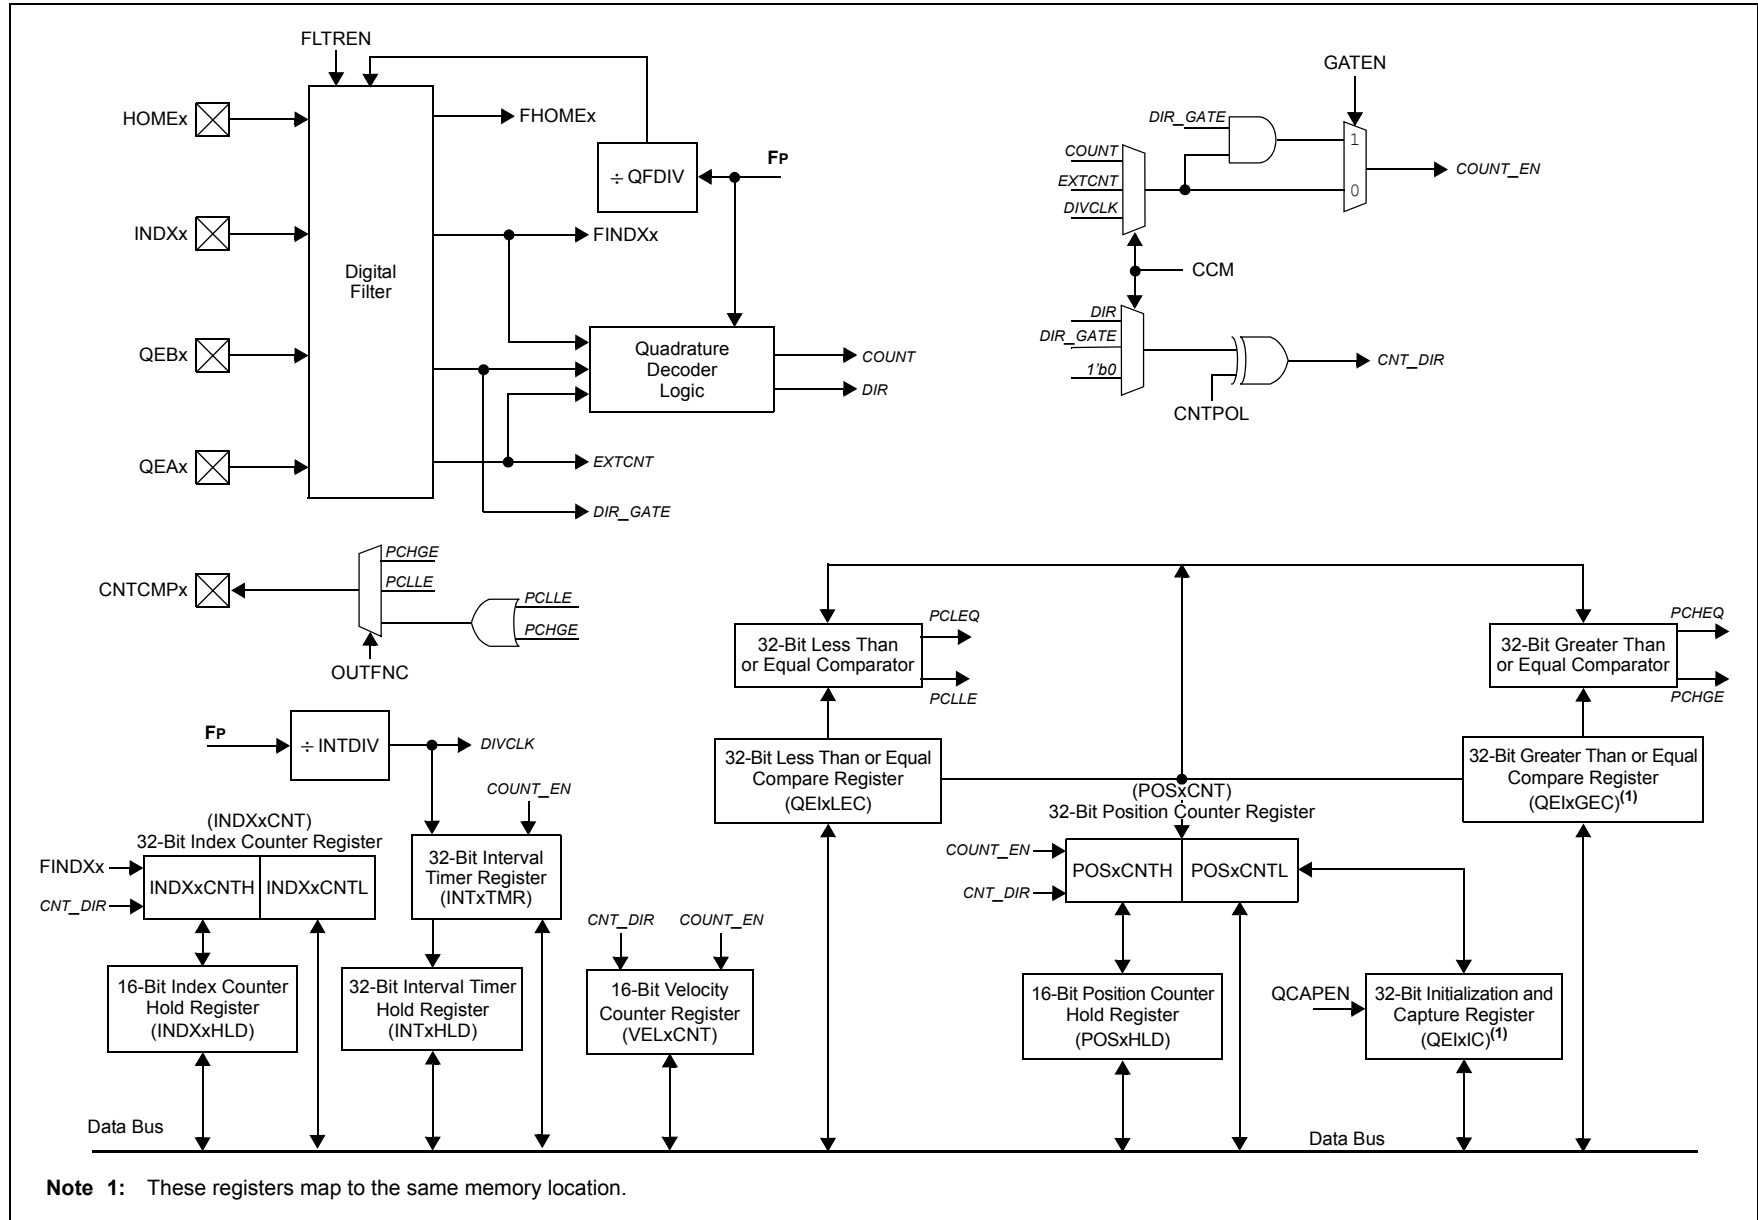 FLTREN
HOMEx
INDXx
QEBx
QEAx
Digital
Filter
FHOMEx
÷ QFDIV
FP
FINDXx
Quadrature
Decoder
Logic
COUNT
DIR
EXTCNT
DIR_GATE
GATEN
DIR_GATE
COUNT
EXTCNT
DIVCLK
1
0
COUNT_EN
CCM
DIR
DIR_GATE
1'b0
CNTPOL
CNT_DIR
CNTCMPx
PCHGE
PCLLE
PCLLE
PCHGE
OUTFNC
32-Bit Less Than
or Equal Comparator
PCLEQ
PCLLE
32-Bit Greater Than
or Equal Comparator
PCHEQ
PCHGE
FP
÷ INTDIV
DIVCLK
COUNT_EN
32-Bit Less Than or Equal
Compare Register
(QEIxLEC)
(POSxCNT)
32-Bit Position Counter Register
32-Bit Greater Than or Equal
Compare Register
(QEIxGEC)(1)
(INDXxCNT)
32-Bit Index Counter Register
FINDXx
CNT_DIR
INDXxCNTH
INDXxCNTL
32-Bit Interval
Timer Register
(INTxTMR)
COUNT_EN
CNT_DIR
POSxCNTH
POSxCNTL
CNT_DIR
COUNT_EN
16-Bit Index Counter
Hold Register
(INDXxHLD)
32-Bit Interval Timer
Hold Register
(INTxHLD)
16-Bit Velocity
Counter Register
(VELxCNT)
16-Bit Position Counter
Hold Register
(POSxHLD)
QCAPEN
32-Bit Initialization and
Capture Register
(QEIxIC)(1)
Data Bus
Data Bus
Note 1: These registers map to the same memory location.